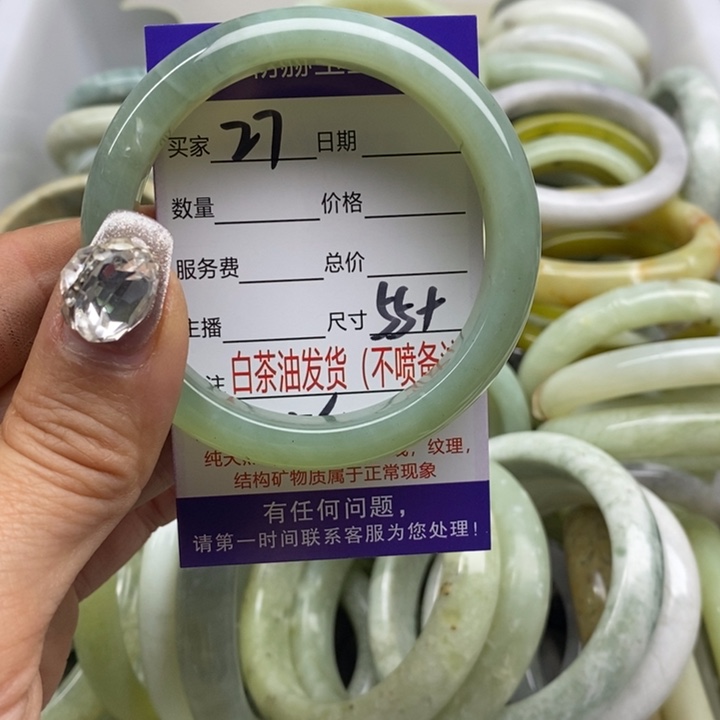 买家 27 日期
数量 价格
服务费 总价
主播 尺寸 55+
注 白茶油发货(不喷备
纹理,
结构矿物质属于正常现象
有任何问题,
请第一时间联系客服为您处理!